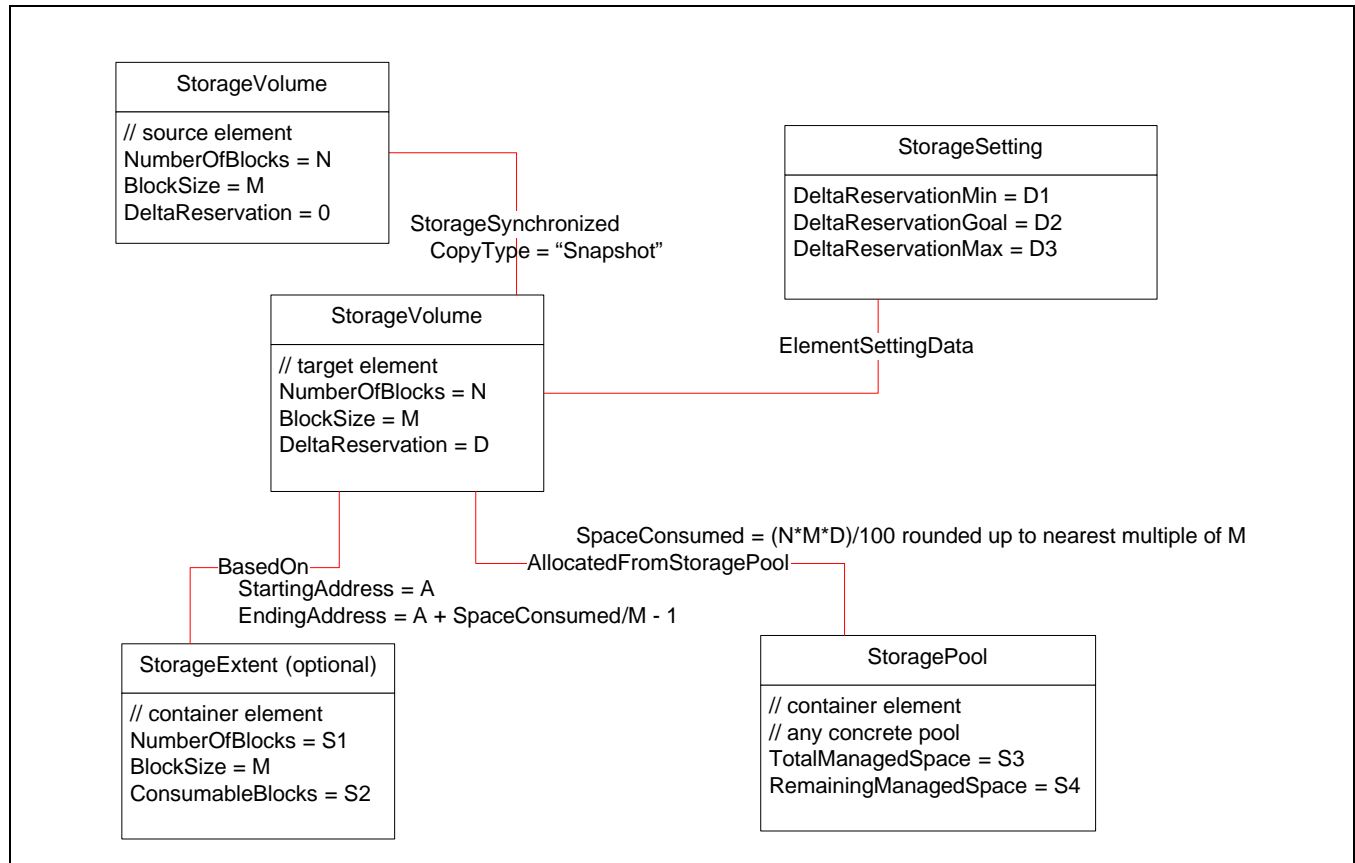 StorageVolume
// source element
NumberOfBlocks = N
BlockSize = M
DeltaReservation = 0
StorageSetting
DeltaReservationMin = D1
DeltaReservationGoal = D2
DeltaReservationMax = D3
StorageSynchronized
CopyType = “Snapshot”
StorageVolume
// target element
NumberOfBlocks = N
BlockSize = M
DeltaReservation = D
ElementSettingData
SpaceConsumed = (N*M*D)/100 rounded up to nearest multiple of M
AllocatedFromStoragePool
BasedOn
StartingAddress = A
EndingAddress = A + SpaceConsumed/M - 1
StorageExtent (optional)
// container element
NumberOfBlocks = S1
BlockSize = M
ConsumableBlocks = S2
StoragePool
// container element
// any concrete pool
TotalManagedSpace = S3
RemainingManagedSpace = S4